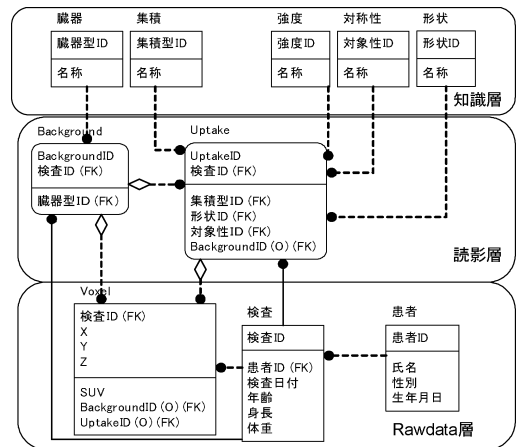 臓器
臓器型ID
名称
集積
集積型ID
名称
強度
強度ID
名称
対称性
対象性ID
名称
形状
形状ID
名称
知識層
Background
BackgroundID
検査ID (FK)
臓器型ID (FK)
Uptake
UptakeID
検査ID (FK)
集積型ID (FK)
形状ID (FK)
対象性ID (FK)
BackgroundID (O) (FK)
読影層
Voxel
検査ID (FK)
X
Y
Z
SUV
BackgroundID (O) (FK)
UptakeID (O) (FK)
検査
検査ID
患者ID (FK)
検査日付
年齢
身長
体重
患者
患者ID
氏名
性別
生年月日
Rawdata層